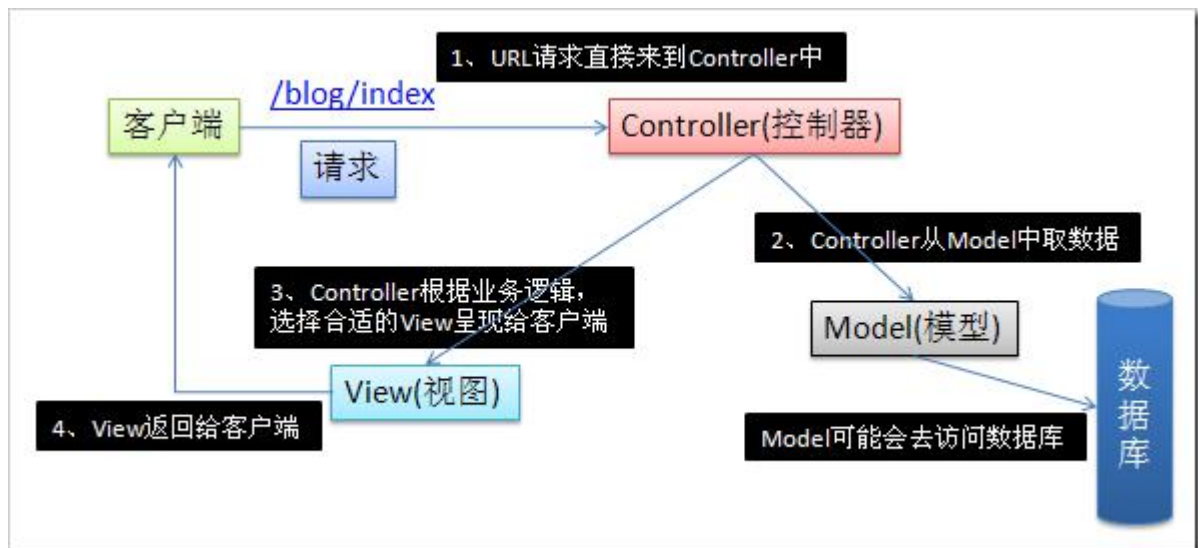 1、URL请求直接来到Controller中
/blog/index
客户端
Controller(控制器)
请求
2、Controller从Model中取数据
3、Controller根据业务逻辑，
选择合适的View呈现给客户端
Model(模型)
数
据
库
View(视图)
4、View返回给客户端
Model可能会去访问数据库